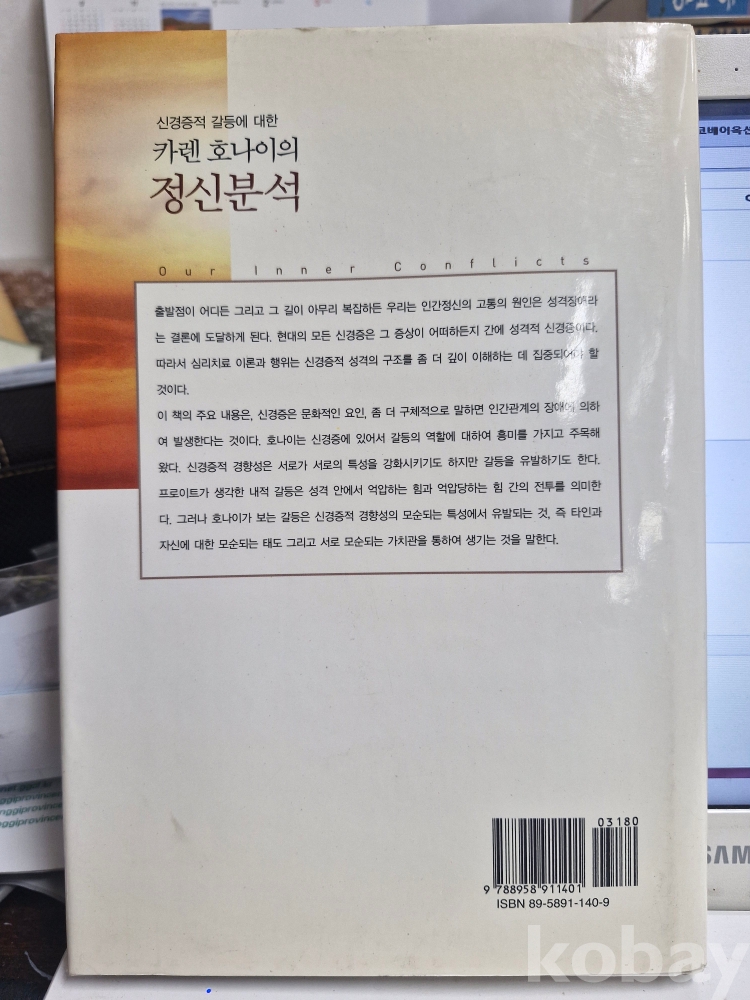 신경증적 갈등에 대한
카렌 호나이의
정신분석
Our Inner Conflicts
출발점이 어디든 그리고 그 길이 아무리 복잡하든 우리는 인간정신의 고통의 원인은 성격장애라
는 결론에 도달하게 된다. 현대의 모든 신경증은 그 증상이 어떠하든지 간에 성격적 신경증이다.
따라서 심리치료 이론과 행위는 신경증적 성격의 구조를 좀 더 깊이 이해하는 데 집중되어야 할
것이다.
이 책의 주요 내용은, 신경증은 문화적인 요인, 좀 더 구체적으로 말하면 인간관계의 장애에 의하
여 발생한다는 것이다. 호나이는 신경증에 있어서 갈등의 역할에 대하여 흥미를 가지고 주목해
왔다. 신경증적 경향성은 서로가 서로의 특성을 강화시키기도 하지만 갈등을 유발하기도 한다.
프로이트가 생각한 내적 갈등은 성격 안에서 억압하는 힘과 억압당하는 힘 간의 전투를 의미한
다. 그러나 호나이가 보는 갈등은 신경증적 경향성의 모순되는 특성에서 유발되는 것, 즉 타인과
자신에 대한 모순되는 태도 그리고 서로 모순되는 가치관을 통하여 생기는 것을 말한다.
03180
9 788958 911401
ISBN 89-5891-140-9
코베이옥션
SAM
kobay